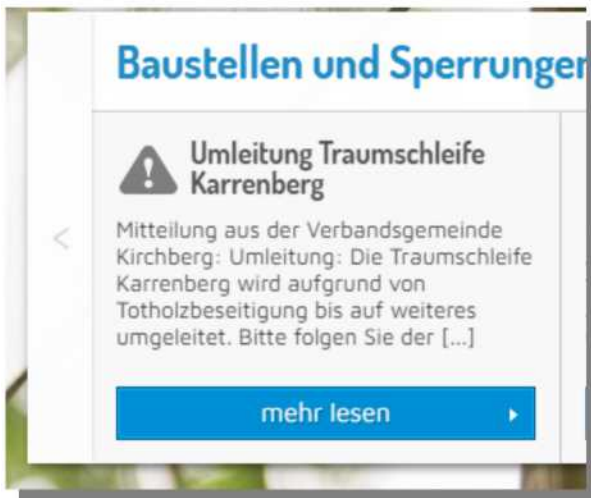 Baustellen und Sperrungen
Umleitung Traumschleife
Karrenberg
Mitteilung aus der Verbandsgemeinde
Kirchberg: Umleitung: Die Traumschleife
Karrenberg wird aufgrund von
Totholzbeseitigung bis auf weiteres
umgeleitet. Bitte folgen Sie der [...]
mehr lesen